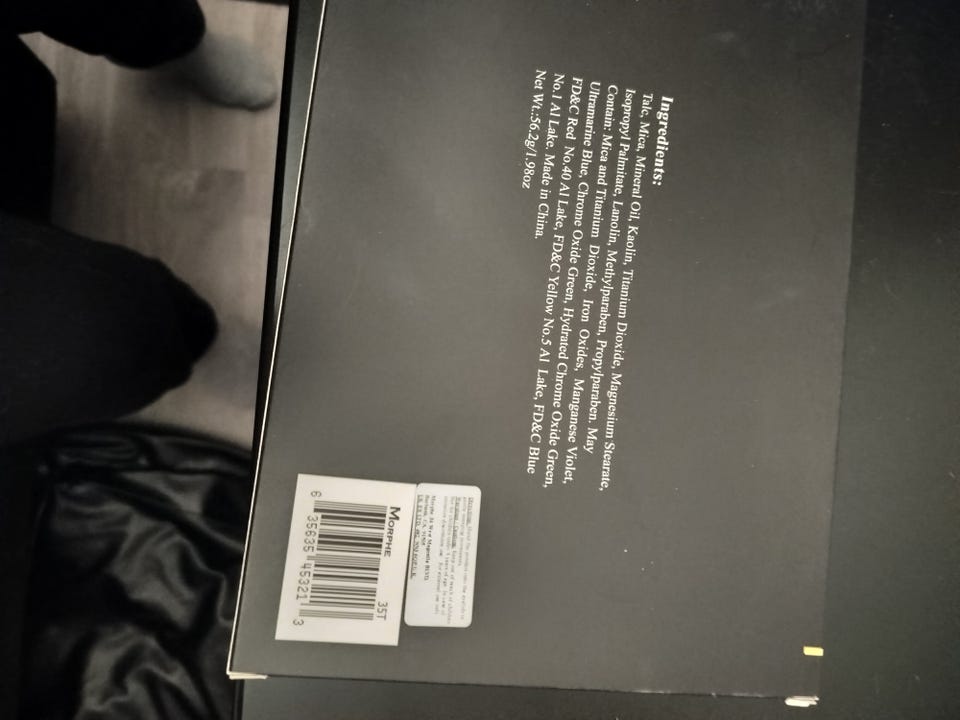 Ingredients:
Talc, Mica, Mineral Oil, Kaolin, Titanium Dioxide, Magnesium Stearate,
Isopropyl Palmitate, Lanolin, Methylparaben, Propylparaben. May
Contain: Mica and Titanium Dioxide, Iron Oxides, Manganese Violet,
Ultramarine Blue, Chrome Oxide Green, Hydrated Chrome Oxide Green,
FD&C Red No.40 Al Lake, FD&C Yellow No.5 Al Lake, FD&C Blue
No.1 Al Lake. Made in China.
Net Wt.:56.2g/1.98oz
MORPHE
35T
6 35635 45321 3
Burbank, CA